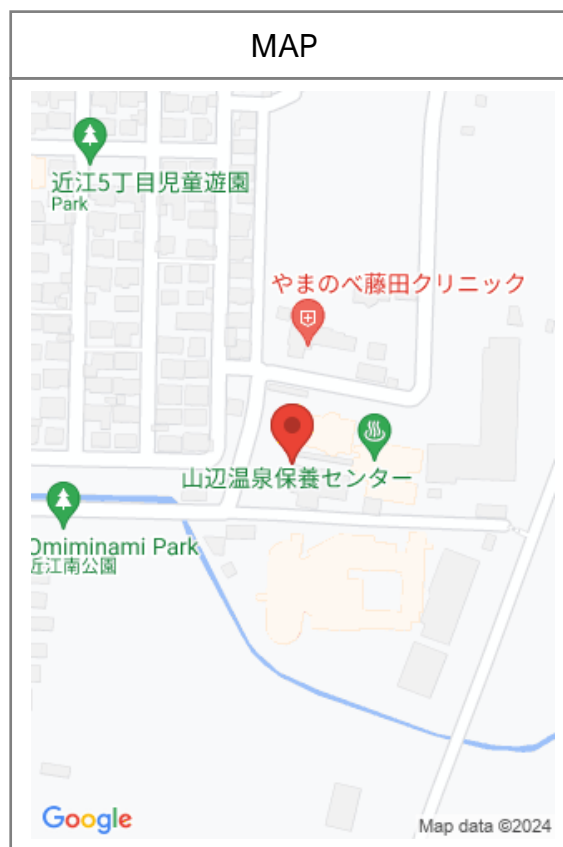 MAP
近江5丁目児童遊園
Park
やまのべ藤田クリニック
山辺温泉保養センター
Omiminami Park
近江南公園
Google
Map data ©2024